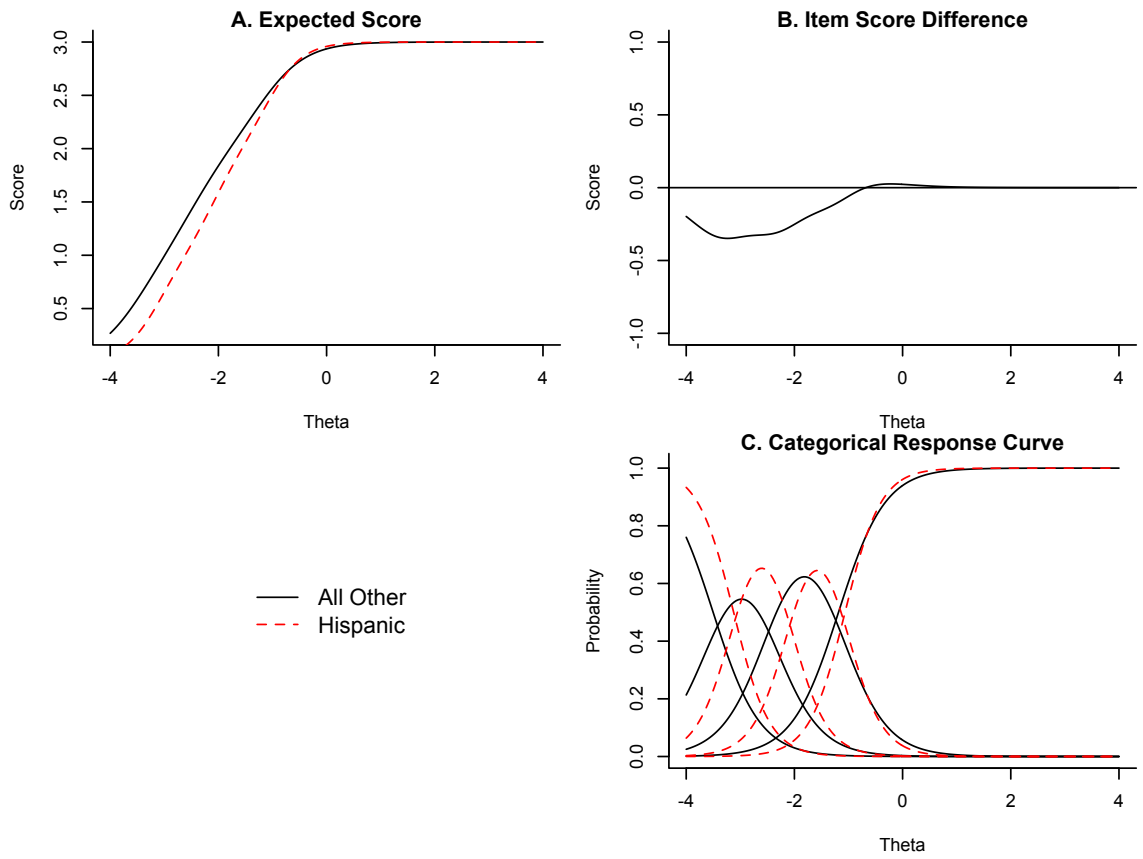 A. Expected Score
3.0
2.5
2.0
1.5
1.0
0.5
Score
-4 -2 0 2 4
Theta
B. Item Score Difference
1.0
0.5
0.0
-0.5
-1.0
Score
-4 -2 0 2 4
Theta
All Other
Hispanic
C. Categorical Response Curve
1.0
0.8
0.6
0.4
0.2
0.0
Probability
-4 -2 0 2 4
Theta